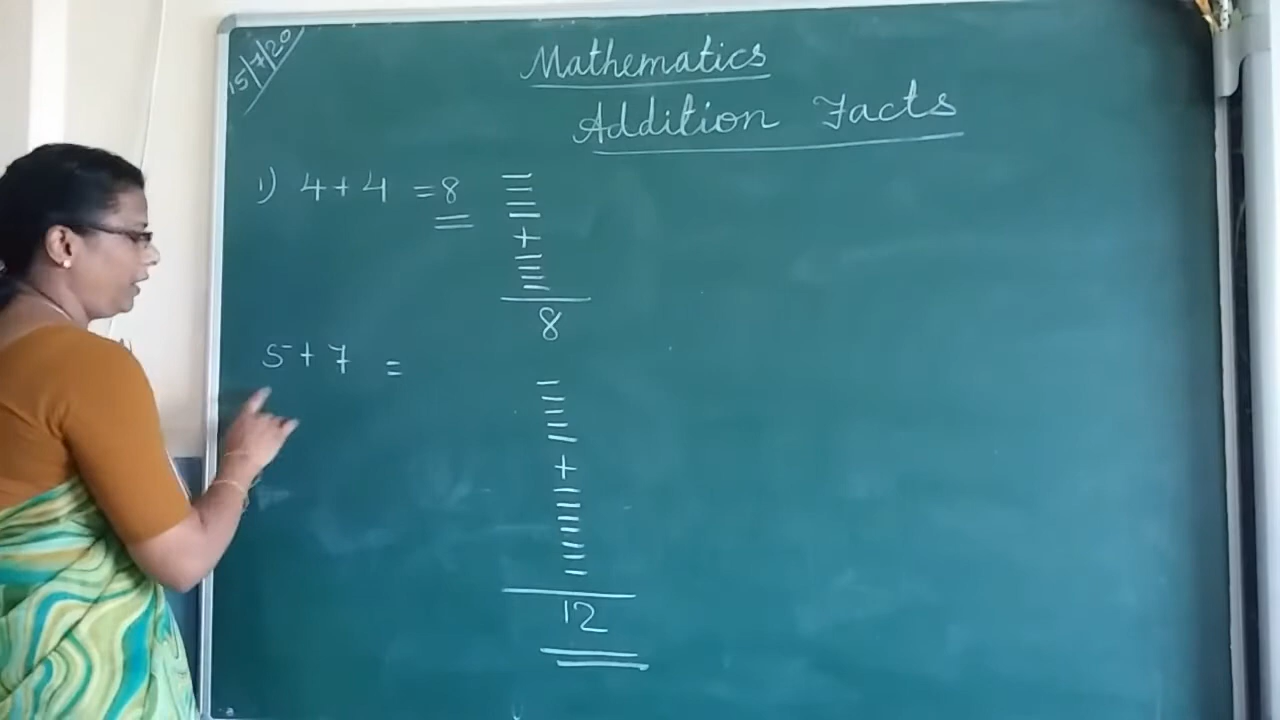 15/7/20
Mathematics
Addition Facts
1) 4 + 4 = 8
+
8
5 + 7 =
+
12